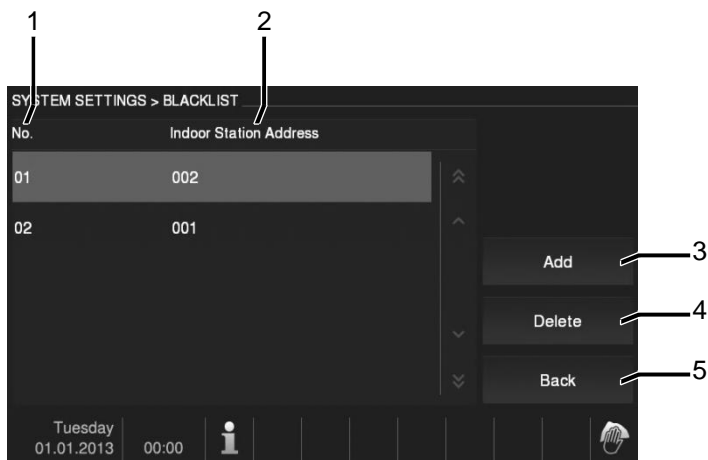 1 2
SYSTEM SETTINGS > BLACKLIST
No. Indoor Station Address
01 002
02 001
Add 3
Delete 4
Back 5
Tuesday
01.01.2013 00:00